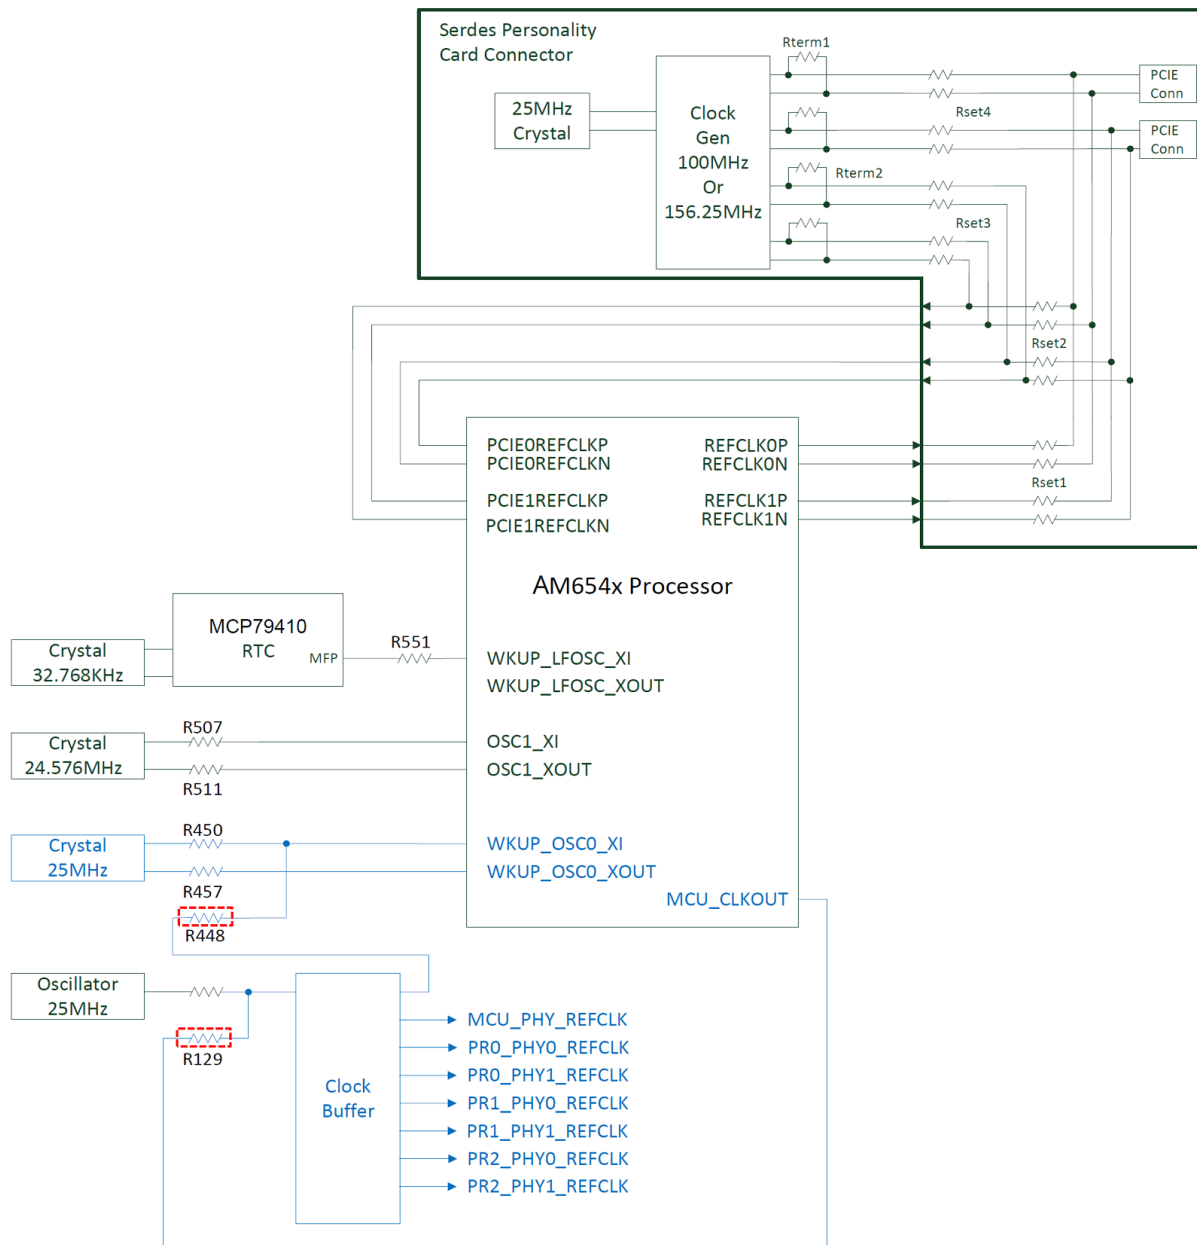 Serdes Personality
Card Connector
Rterm1
25MHz
Crystal
Clock
Gen
100MHz
Or
156.25MHz
PCIE
Conn
Rset4
PCIE
Conn
Rterm2
Rset3
Rset2
PCIE0REFCLKP
PCIE0REFCLKN
PCIE1REFCLKP
PCIE1REFCLKN
REFCLK0P
REFCLK0N
REFCLK1P
REFCLK1N
Rset1
AM654x Processor
MCP79410
RTC
MFP
R551
Crystal
32.768KHz
WKUP_LFOSC_XI
WKUP_LFOSC_XOUT
R507
Crystal
24.576MHz
R511
OSC1_XI
OSC1_XOUT
R450
Crystal
25MHz
R457
WKUP_OSC0_XI
WKUP_OSC0_XOUT
MCU_CLKOUT
R448
Oscillator
25MHz
R129
Clock
Buffer
MCU_PHY_REFCLK
PR0_PHY0_REFCLK
PR0_PHY1_REFCLK
PR1_PHY0_REFCLK
PR1_PHY1_REFCLK
PR2_PHY0_REFCLK
PR2_PHY1_REFCLK